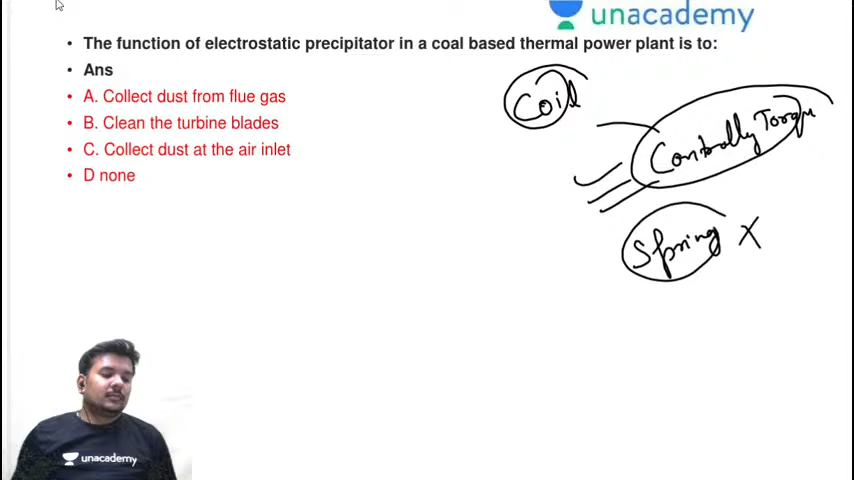 unacademy
The function of electrostatic precipitator in a coal based thermal power plant is to:
Ans
A. Collect dust from flue gas
B. Clean the turbine blades
C. Collect dust at the air inlet
D none
Coil
Controlly Torque
Spring X
unacademy